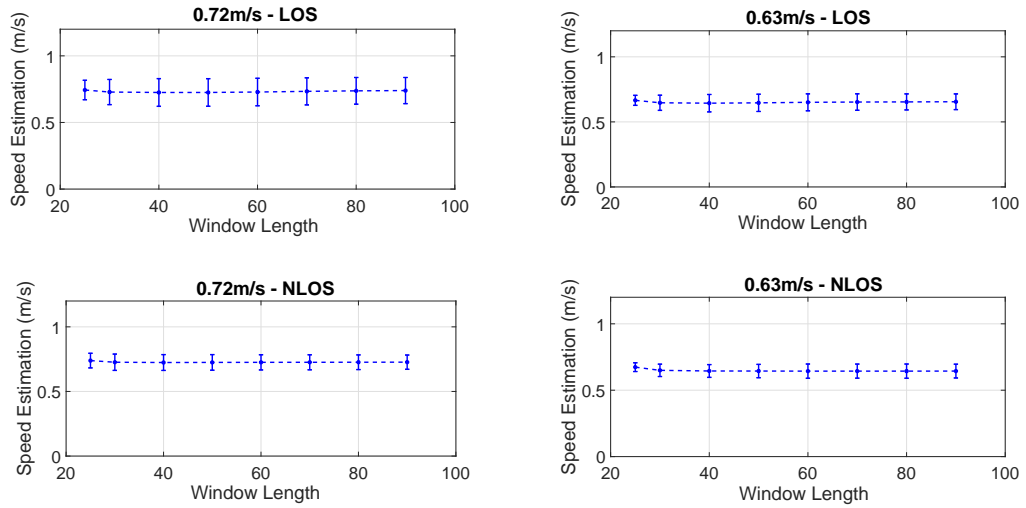 0.72m/s - LOS
1
0.5
0
Speed Estimation (m/s)
20 40 60 80 100
Window Length
0.63m/s - LOS
1
0.5
0
Speed Estimation (m/s)
20 40 60 80 100
Window Length
0.72m/s - NLOS
1
0.5
0
Speed Estimation (m/s)
20 40 60 80 100
Window Length
0.63m/s - NLOS
1
0.5
0
Speed Estimation (m/s)
20 40 60 80 100
Window Length